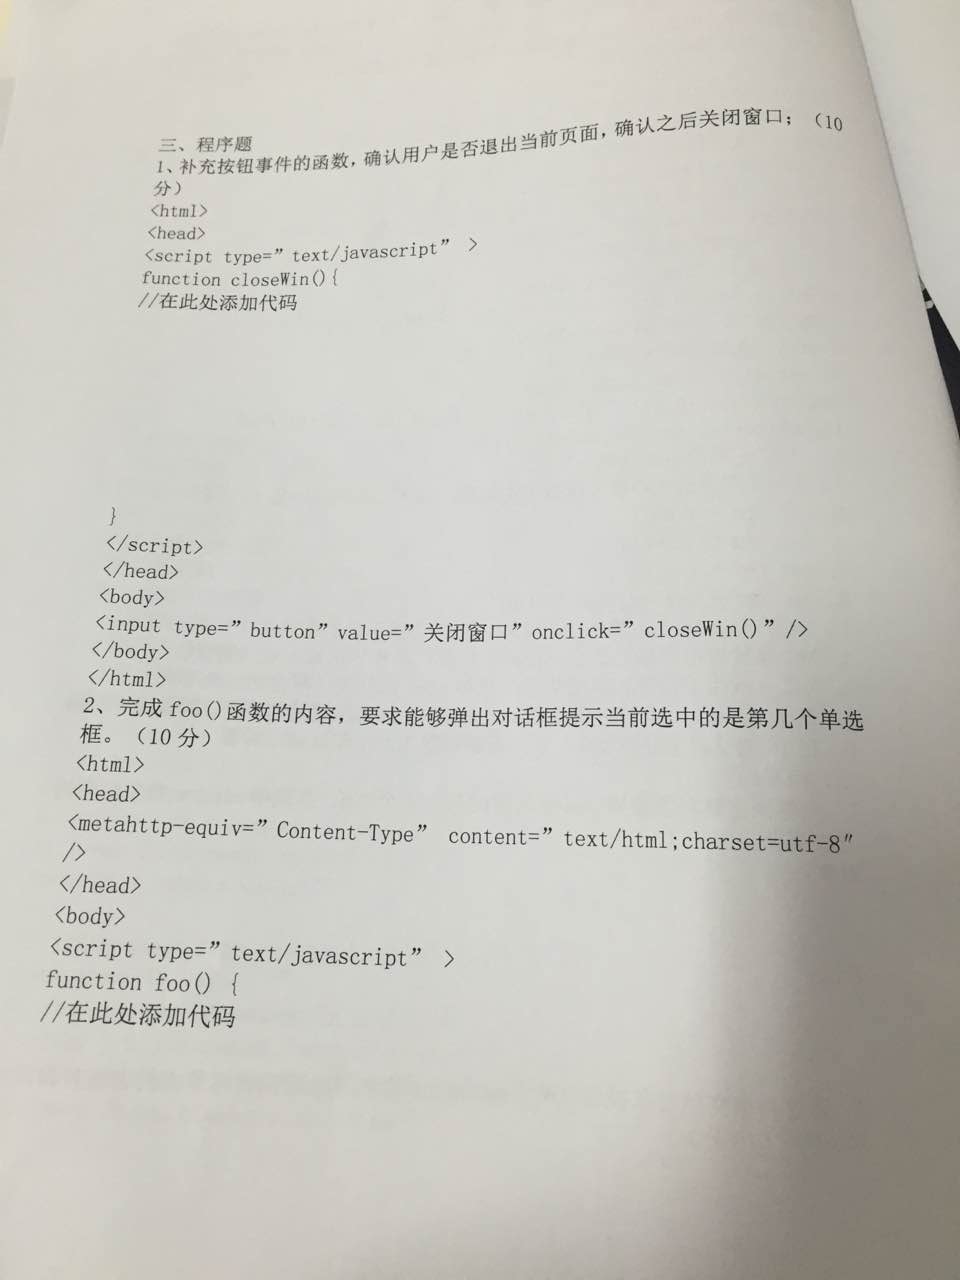 三、程序题
1、补充按钮事件的函数，确认用户是否退出当前页面，确认之后关闭窗口；（10
分）
<html>
<head>
<script type=”text/javascript” >
function closeWin(){
//在此处添加代码
}
</script>
</head>
<body>
<input type=”button”value=”关闭窗口”onclick=”closeWin()”/>
</body>
</html>
2、完成 foo()函数的内容，要求能够弹出对话框提示当前选中的是第几个单选
框。（10 分）
<html>
<head>
<metahttp-equiv=”Content-Type” content=”text/html;charset=utf-8"
/>
</head>
<body>
<script type=”text/javascript” >
function foo() {
//在此处添加代码